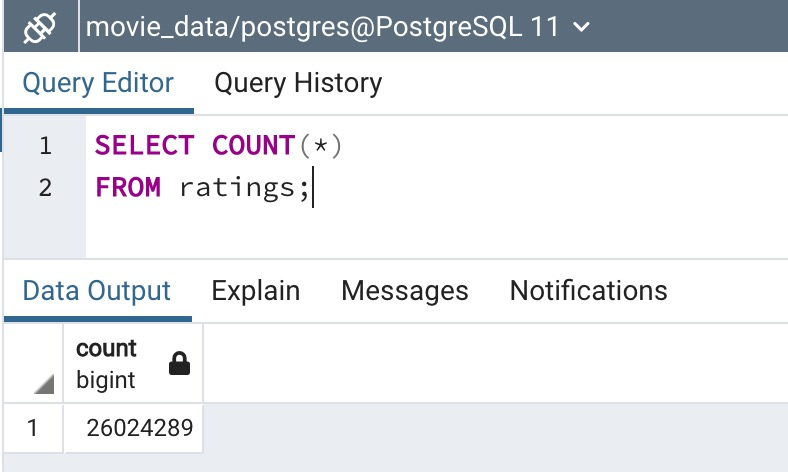 movie_data/postgres@PostgreSQL 11
Query Editor Query History
1 SELECT COUNT(*)
2 FROM ratings;
Data Output Explain Messages Notifications
count
bigint
1 26024289